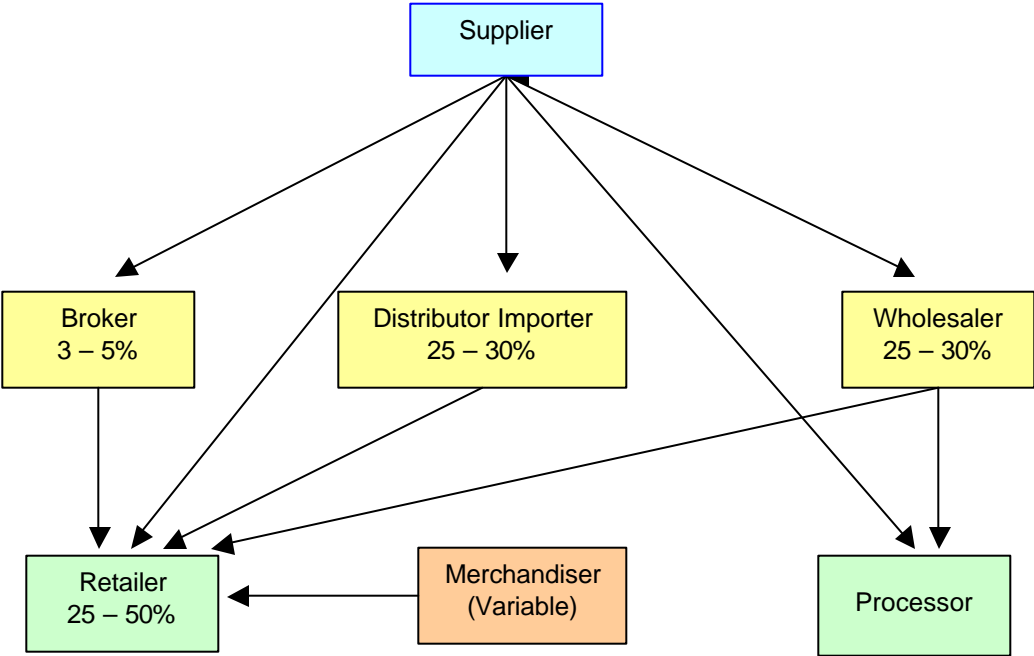 Supplier
Broker
3 – 5%
Distributor Importer
25 – 30%
Wholesaler
25 – 30%
Retailer
25 – 50%
Merchandiser
(Variable)
Processor